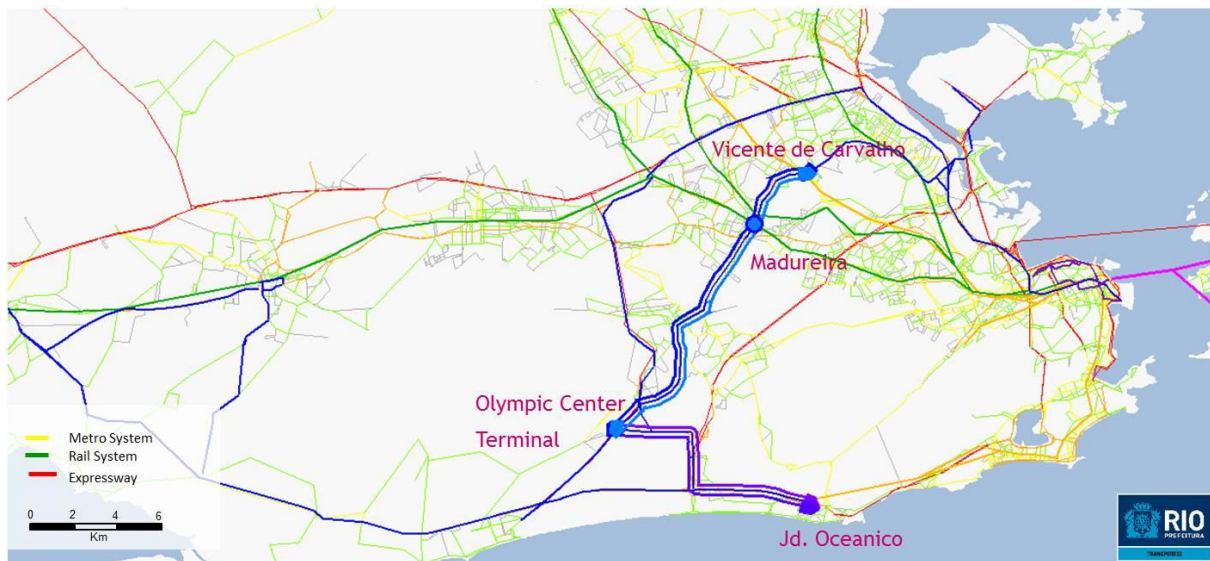 Vicente de Carvalho
Madureira
Olympic Center
Terminal
Jd. Oceanico
Metro System
Rail System
Expressway
0 2 4 6
Km
RIO
PREFEITURA
TRANSPORTES